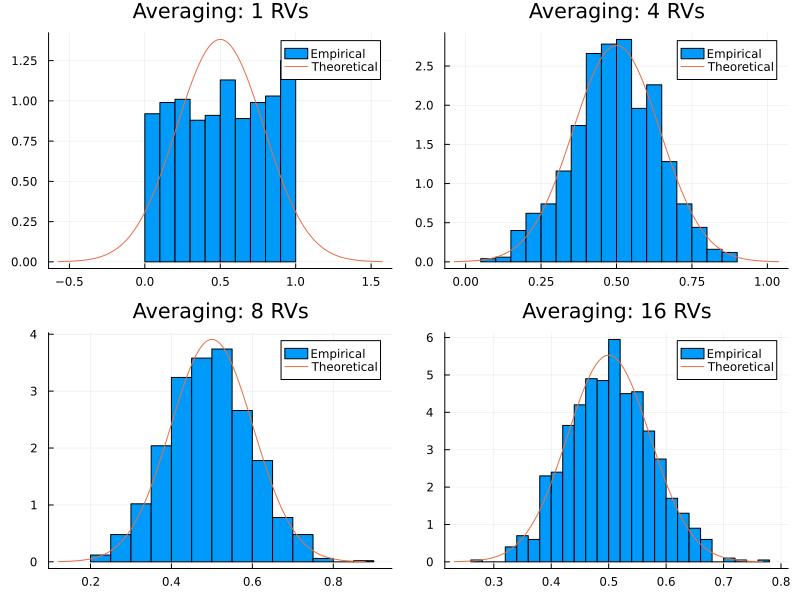 Averaging: 1 RVs
1.25
1.00
0.75
0.50
0.25
0.00
−0.5 0.0 0.5 1.0 1.5
Empirical
Theoretical
Averaging: 4 RVs
2.5
2.0
1.5
1.0
0.5
0.0
0.00 0.25 0.50 0.75 1.00
Empirical
Theoretical
Averaging: 8 RVs
4
3
2
1
0
0.2 0.4 0.6 0.8
Empirical
Theoretical
Averaging: 16 RVs
6
5
4
3
2
1
0
0.3 0.4 0.5 0.6 0.7 0.8
Empirical
Theoretical